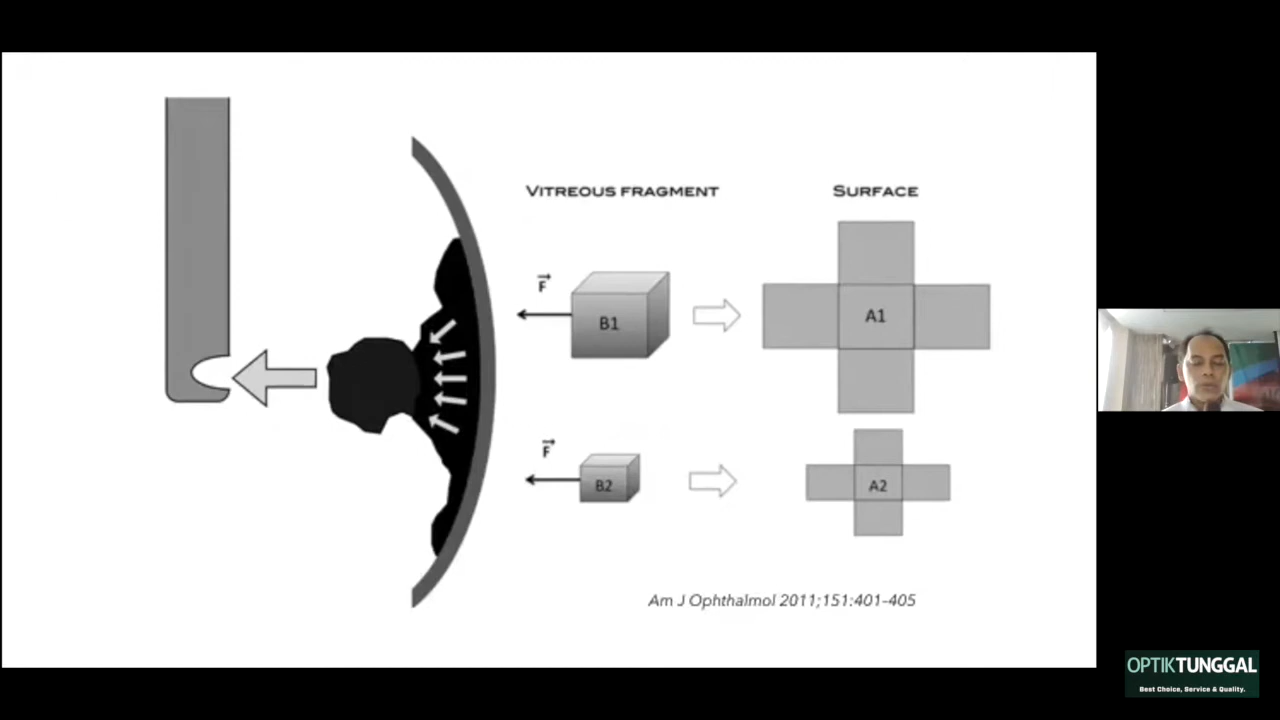 VITREOUS FRAGMENT
SURFACE
F
B1
A1
F
B2
A2
Am J Ophthalmol 2011;151:401-405
OPTIKTUNGGAL
Best Choice, Service & Quality.